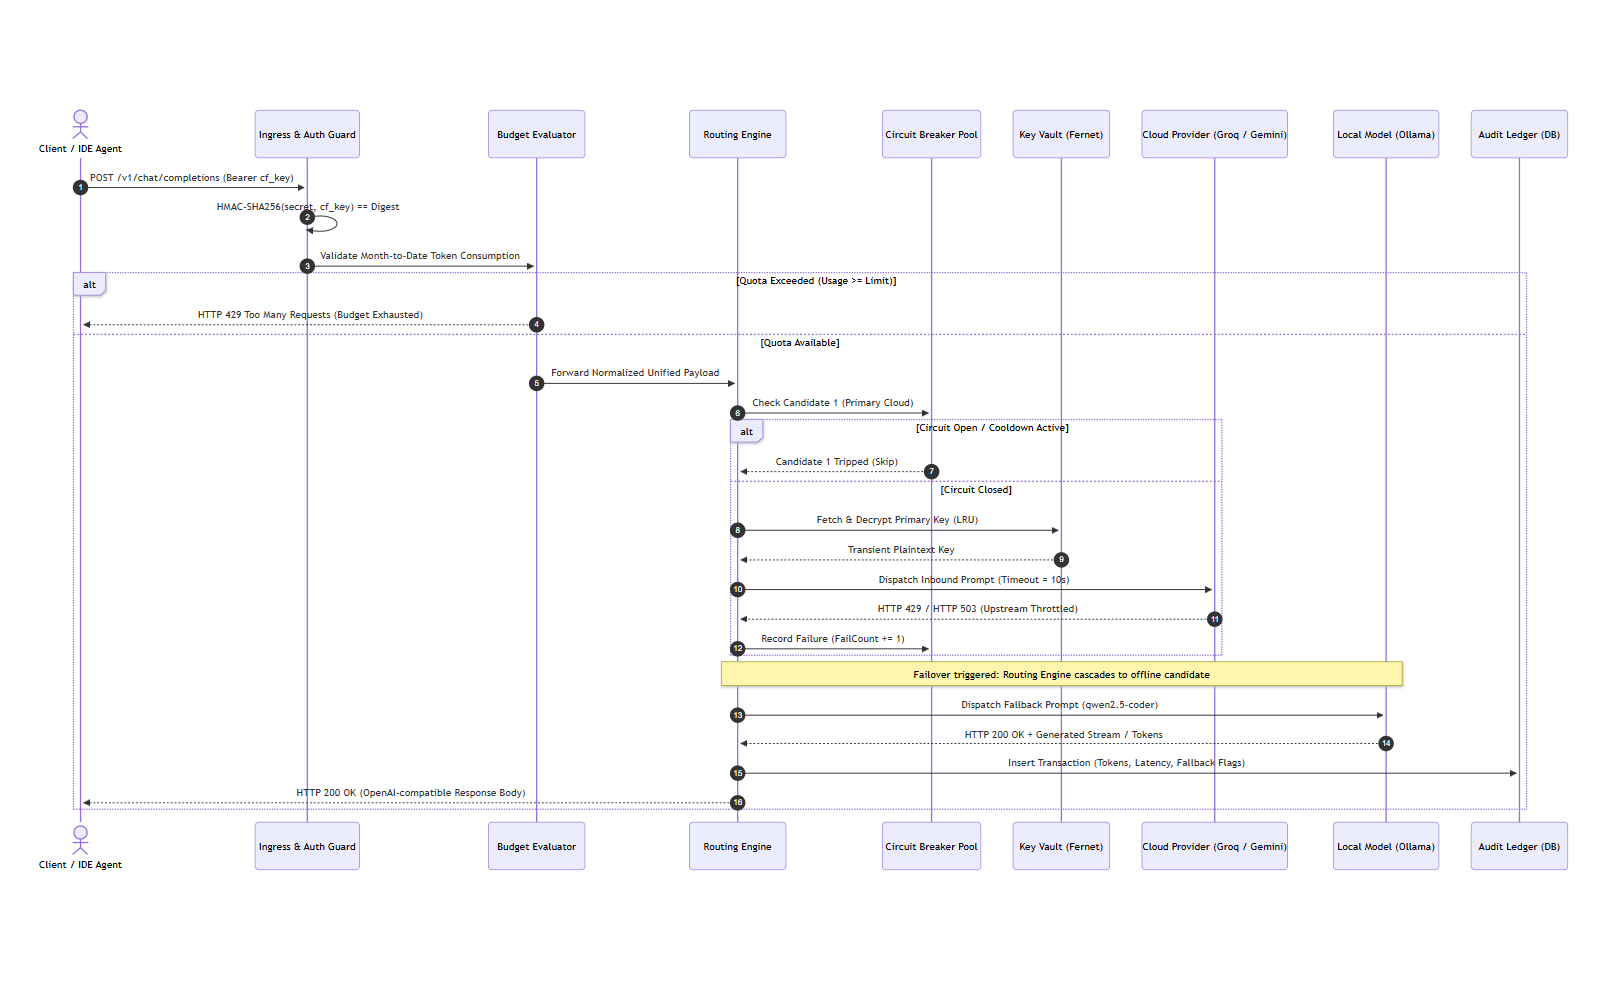 Client / IDE Agent
Ingress & Auth Guard
Budget Evaluator
Routing Engine
Circuit Breaker Pool
Key Vault (Fernet)
Cloud Provider (Groq / Gemini)
Local Model (Ollama)
Audit Ledger (DB)
1
POST /v1/chat/completions (Bearer cf_key)
2
HMAC-SHA256(secret, cf_key) == Digest
3
Validate Month-to-Date Token Consumption
alt
[Quota Exceeded (Usage >= Limit)]
HTTP 429 Too Many Requests (Budget Exhausted)
4
[Quota Available]
5
Forward Normalized Unified Payload
6
Check Candidate 1 (Primary Cloud)
alt
[Circuit Open / Cooldown Active]
Candidate 1 Tripped (Skip)
7
[Circuit Closed]
8
Fetch & Decrypt Primary Key (LRU)
Transient Plaintext Key
9
10
Dispatch Inbound Prompt (Timeout = 10s)
HTTP 429 / HTTP 503 (Upstream Throttled)
11
12
Record Failure (FailCount += 1)
Failover triggered: Routing Engine cascades to offline candidate
13
Dispatch Fallback Prompt (qwen2.5-coder)
HTTP 200 OK + Generated Stream / Tokens
14
15
Insert Transaction (Tokens, Latency, Fallback Flags)
HTTP 200 OK (OpenAI-compatible Response Body)
16
Client / IDE Agent
Ingress & Auth Guard
Budget Evaluator
Routing Engine
Circuit Breaker Pool
Key Vault (Fernet)
Cloud Provider (Groq / Gemini)
Local Model (Ollama)
Audit Ledger (DB)